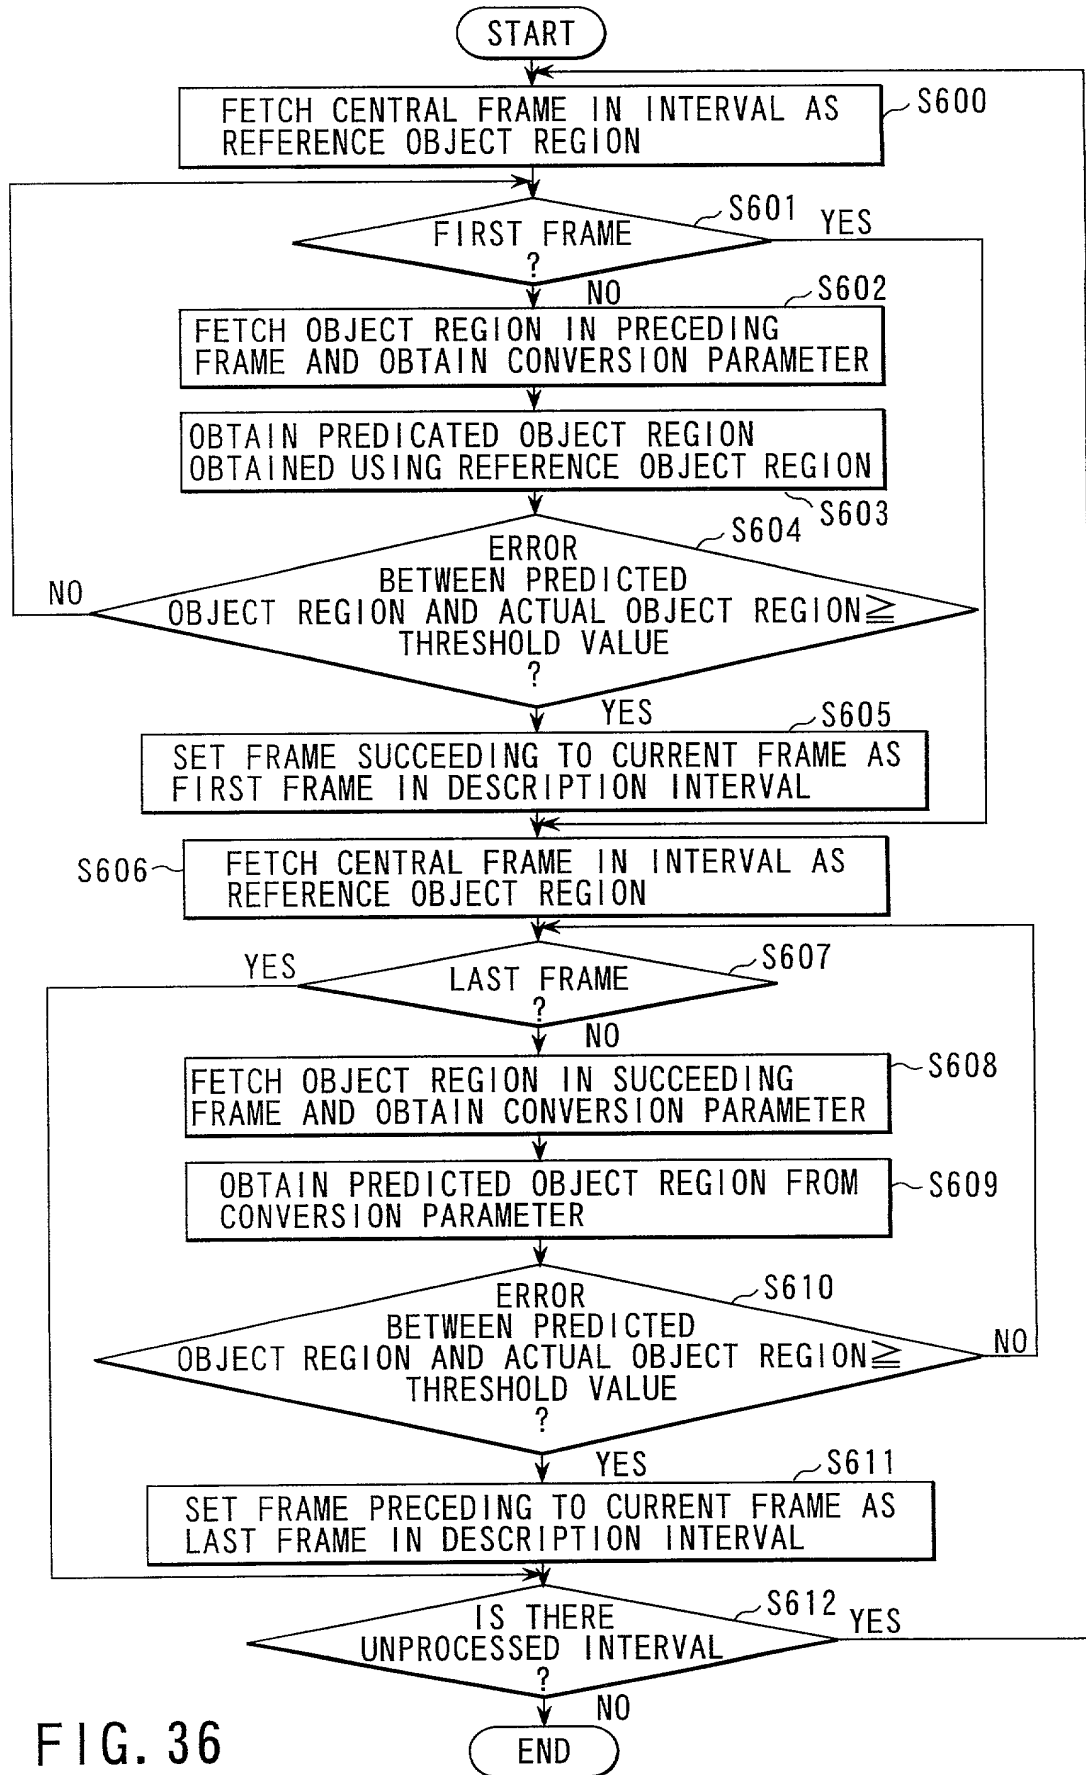 START
FETCH CENTRAL FRAME IN INTERVAL AS
REFERENCE OBJECT REGION
S600
FIRST FRAME
?
S601
YES
NO
S602
FETCH OBJECT REGION IN PRECEDING
FRAME AND OBTAIN CONVERSION PARAMETER
OBTAIN PREDICATED OBJECT REGION
OBTAINED USING REFERENCE OBJECT REGION
S603
S604
ERROR
BETWEEN PREDICTED
OBJECT REGION AND ACTUAL OBJECT REGION≧
THRESHOLD VALUE
?
NO
YES
S605
SET FRAME SUCCEEDING TO CURRENT FRAME AS
FIRST FRAME IN DESCRIPTION INTERVAL
S606
FETCH CENTRAL FRAME IN INTERVAL AS
REFERENCE OBJECT REGION
YES
S607
LAST FRAME
?
NO
FETCH OBJECT REGION IN SUCCEEDING
FRAME AND OBTAIN CONVERSION PARAMETER
S608
OBTAIN PREDICTED OBJECT REGION FROM
CONVERSION PARAMETER
S609
S610
ERROR
BETWEEN PREDICTED
OBJECT REGION AND ACTUAL OBJECT REGION≧
THRESHOLD VALUE
?
NO
YES
S611
SET FRAME PRECEDING TO CURRENT FRAME AS
LAST FRAME IN DESCRIPTION INTERVAL
S612
IS THERE
UNPROCESSED INTERVAL
?
YES
NO
END
FIG. 36